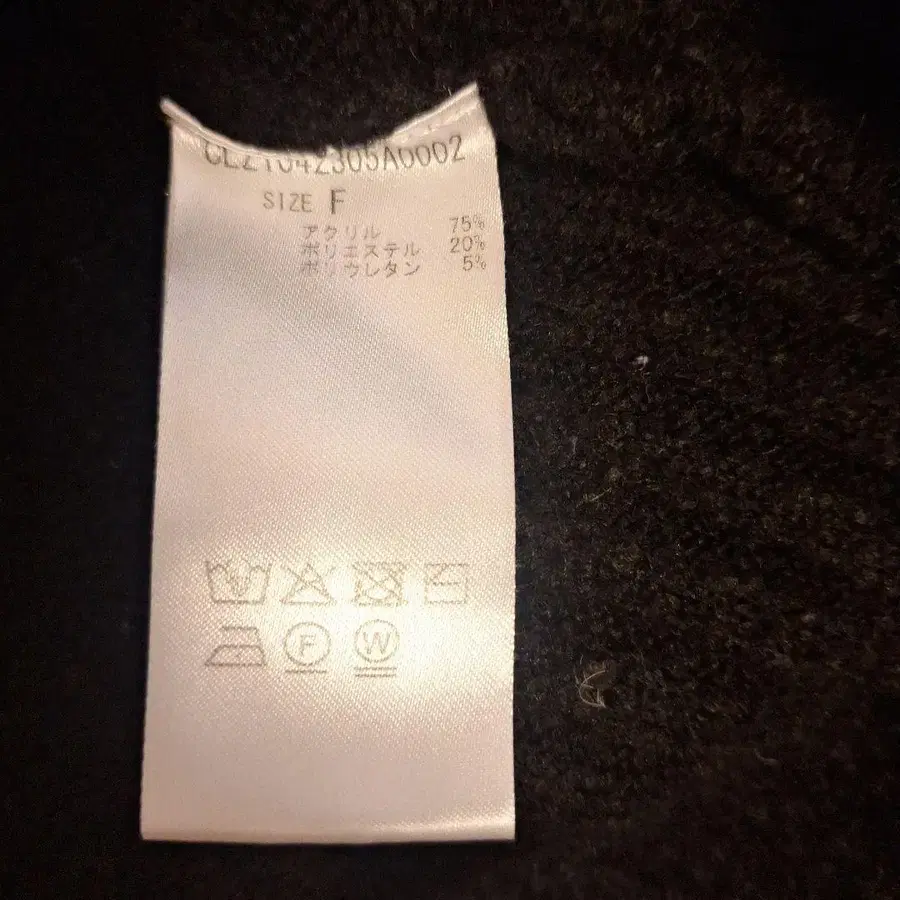 CLZ1042305A0002
SIZE F
アクリル 75%
ポリエステル 20%
ポリウレタン 5%
F W